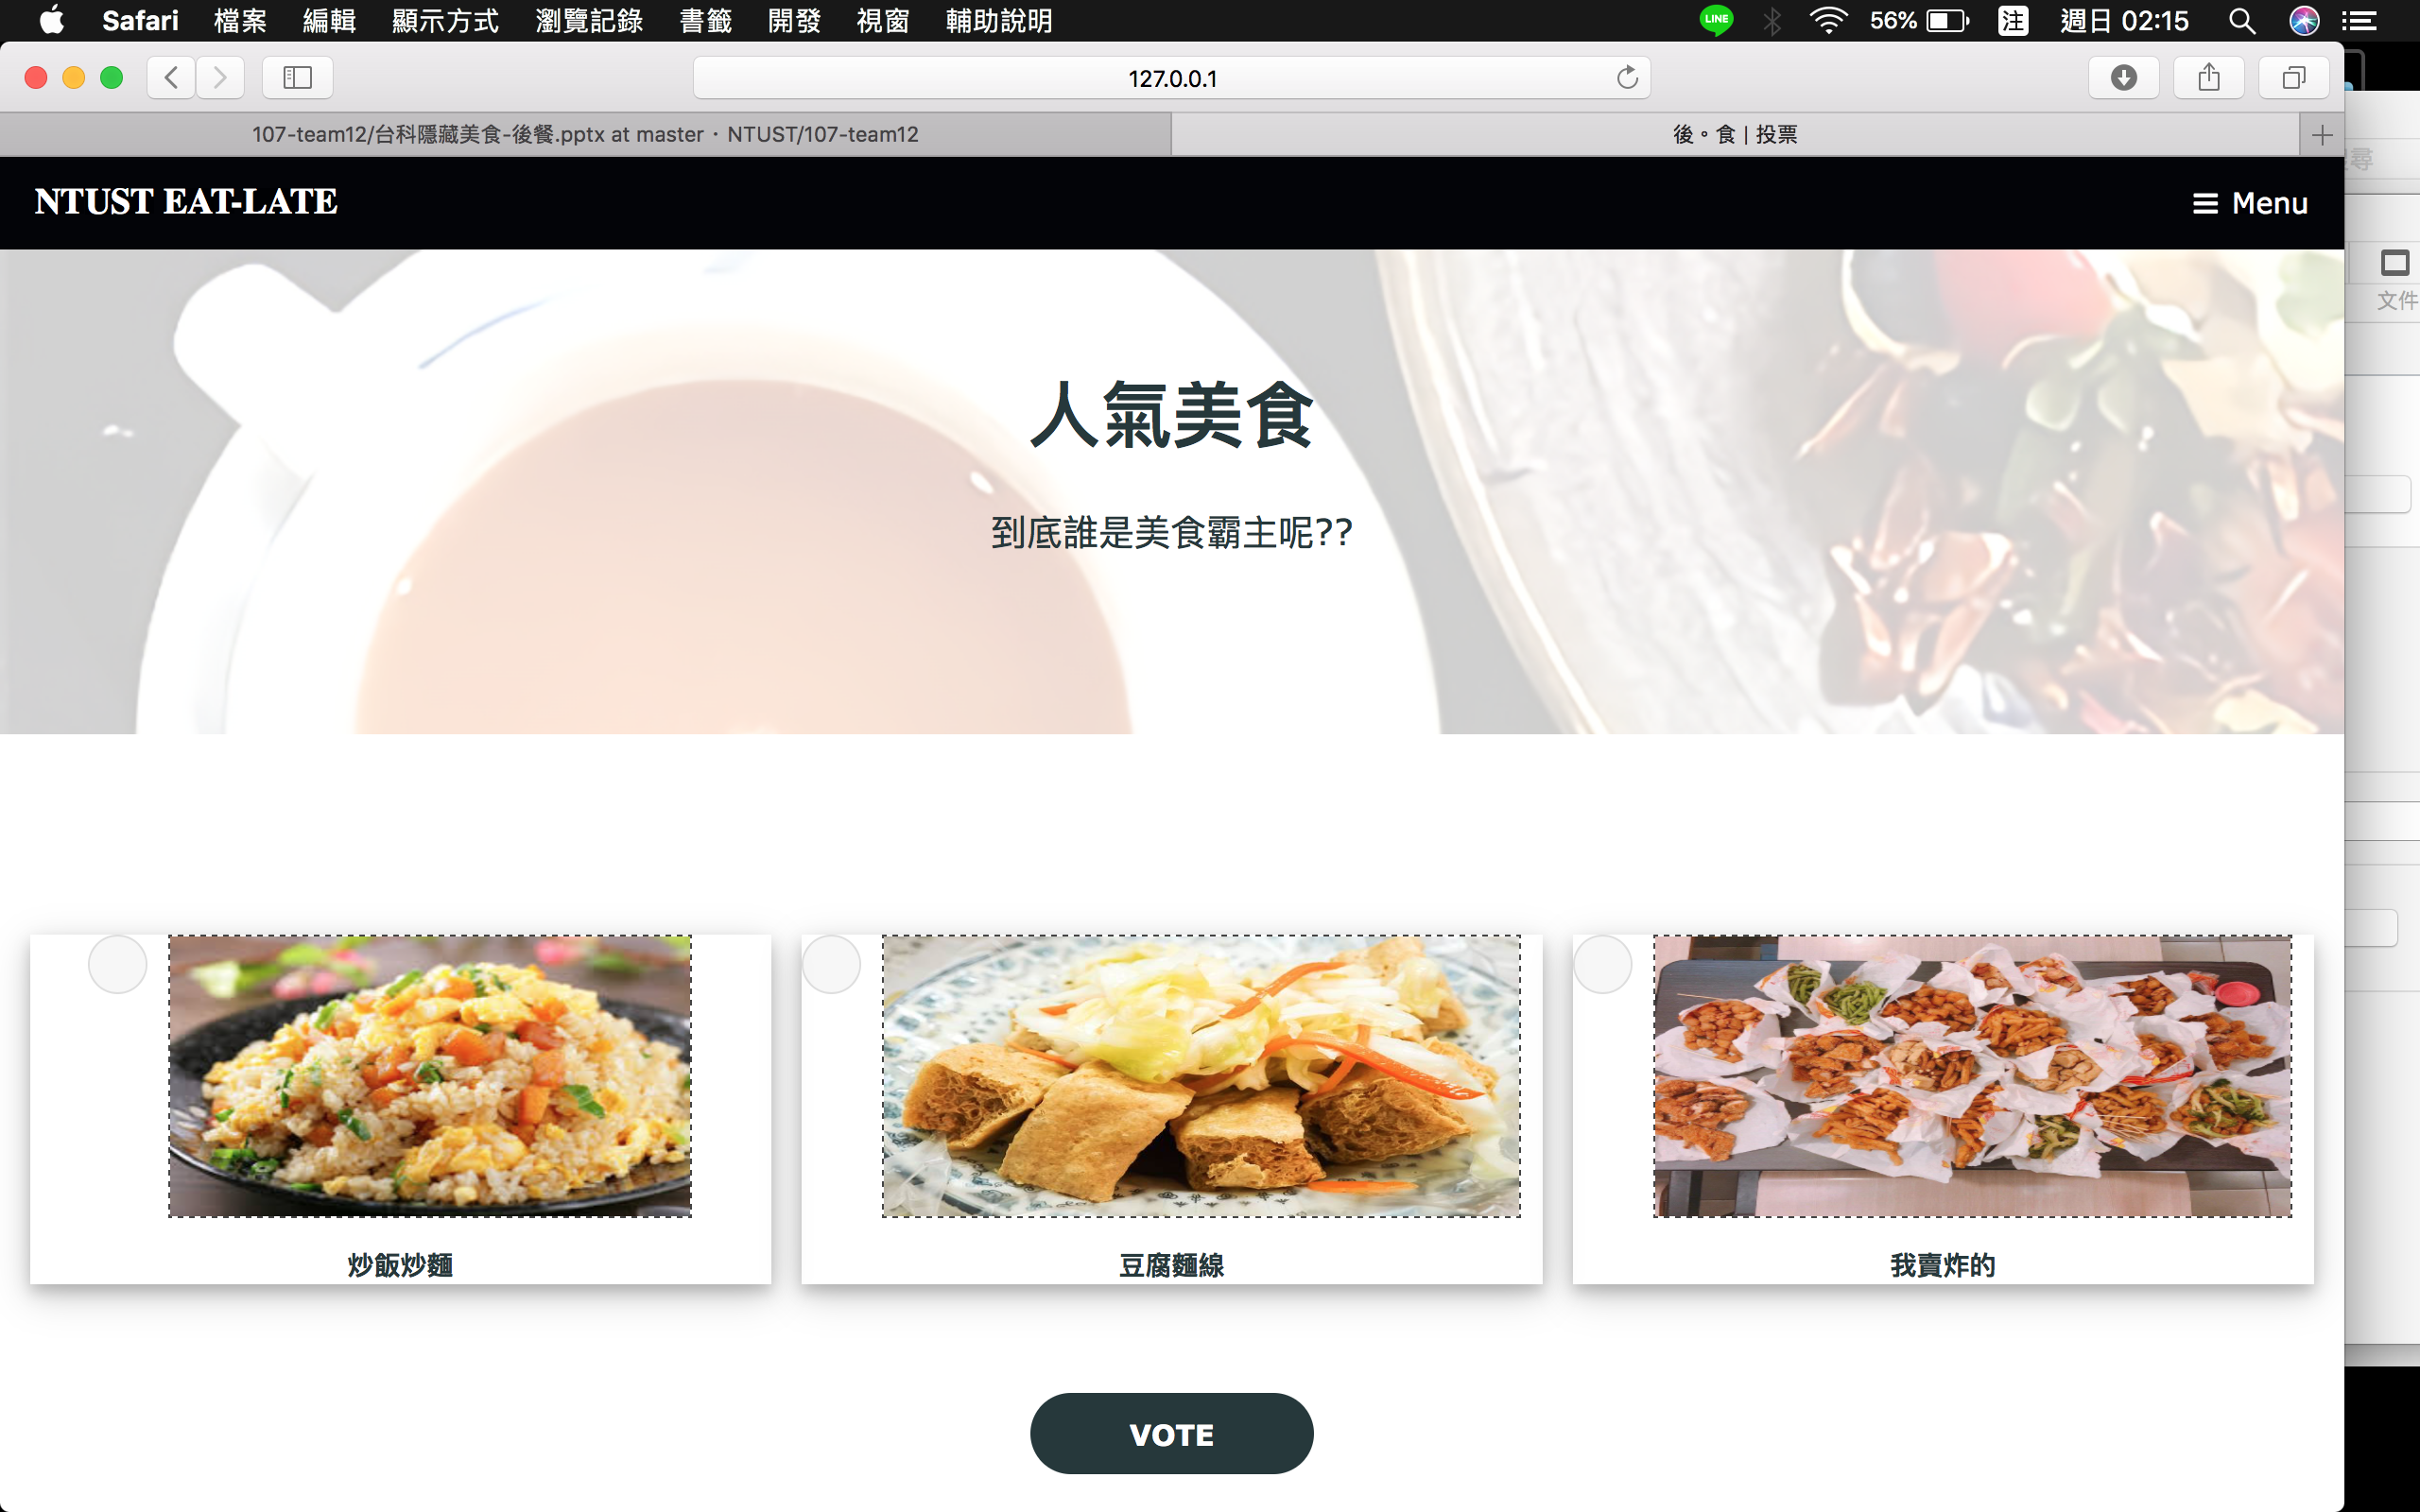 Safari 檔案 編輯 顯示方式 瀏覽記錄 書籤 開發 視窗 輔助說明 LINE 56% 注 週日 02:15
127.0.0.1
107-team12/台科隱藏美食-後餐.pptx at master · NTUST/107-team12
後。食 | 投票
尋
NTUST EAT-LATE
Menu
文件
人氣美食
到底誰是美食霸主呢??
炒飯炒麵
豆腐麵線
我賣炸的
VOTE